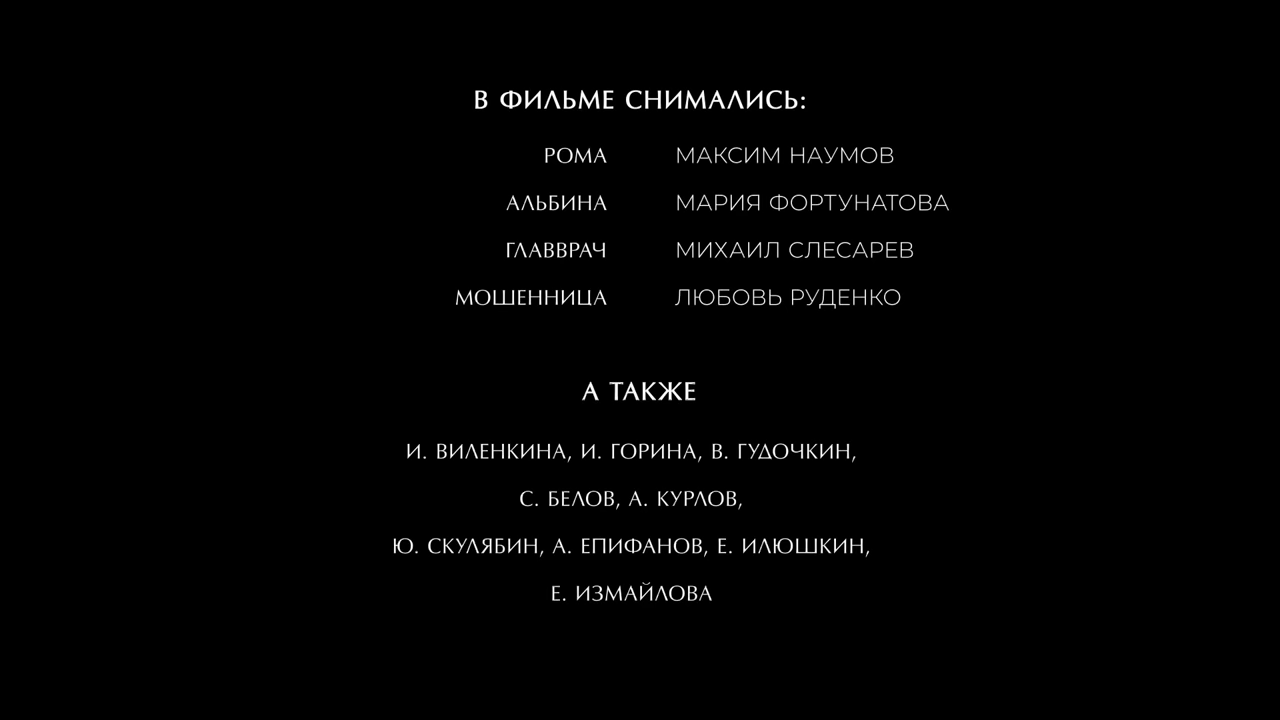 В ФИЛЬМЕ СНИМАЛИСЬ:
РОМА МАКСИМ НАУМОВ
АЛЬБИНА МАРИЯ ФОРТУНАТОВА
ГЛАВВРАЧ МИХАИЛ СЛЕСАРЕВ
МОШЕННИЦА ЛЮБОВЬ РУДЕНКО
А ТАКЖЕ
И. ВИЛЕНКИНА, И. ГОРИНА, В. ГУДОЧКИН,
С. БЕЛОВ, А. КУРЛОВ,
Ю. СКУЛЯБИН, А. ЕПИФАНОВ, Е. ИЛЮШКИН,
Е. ИЗМАЙЛОВА